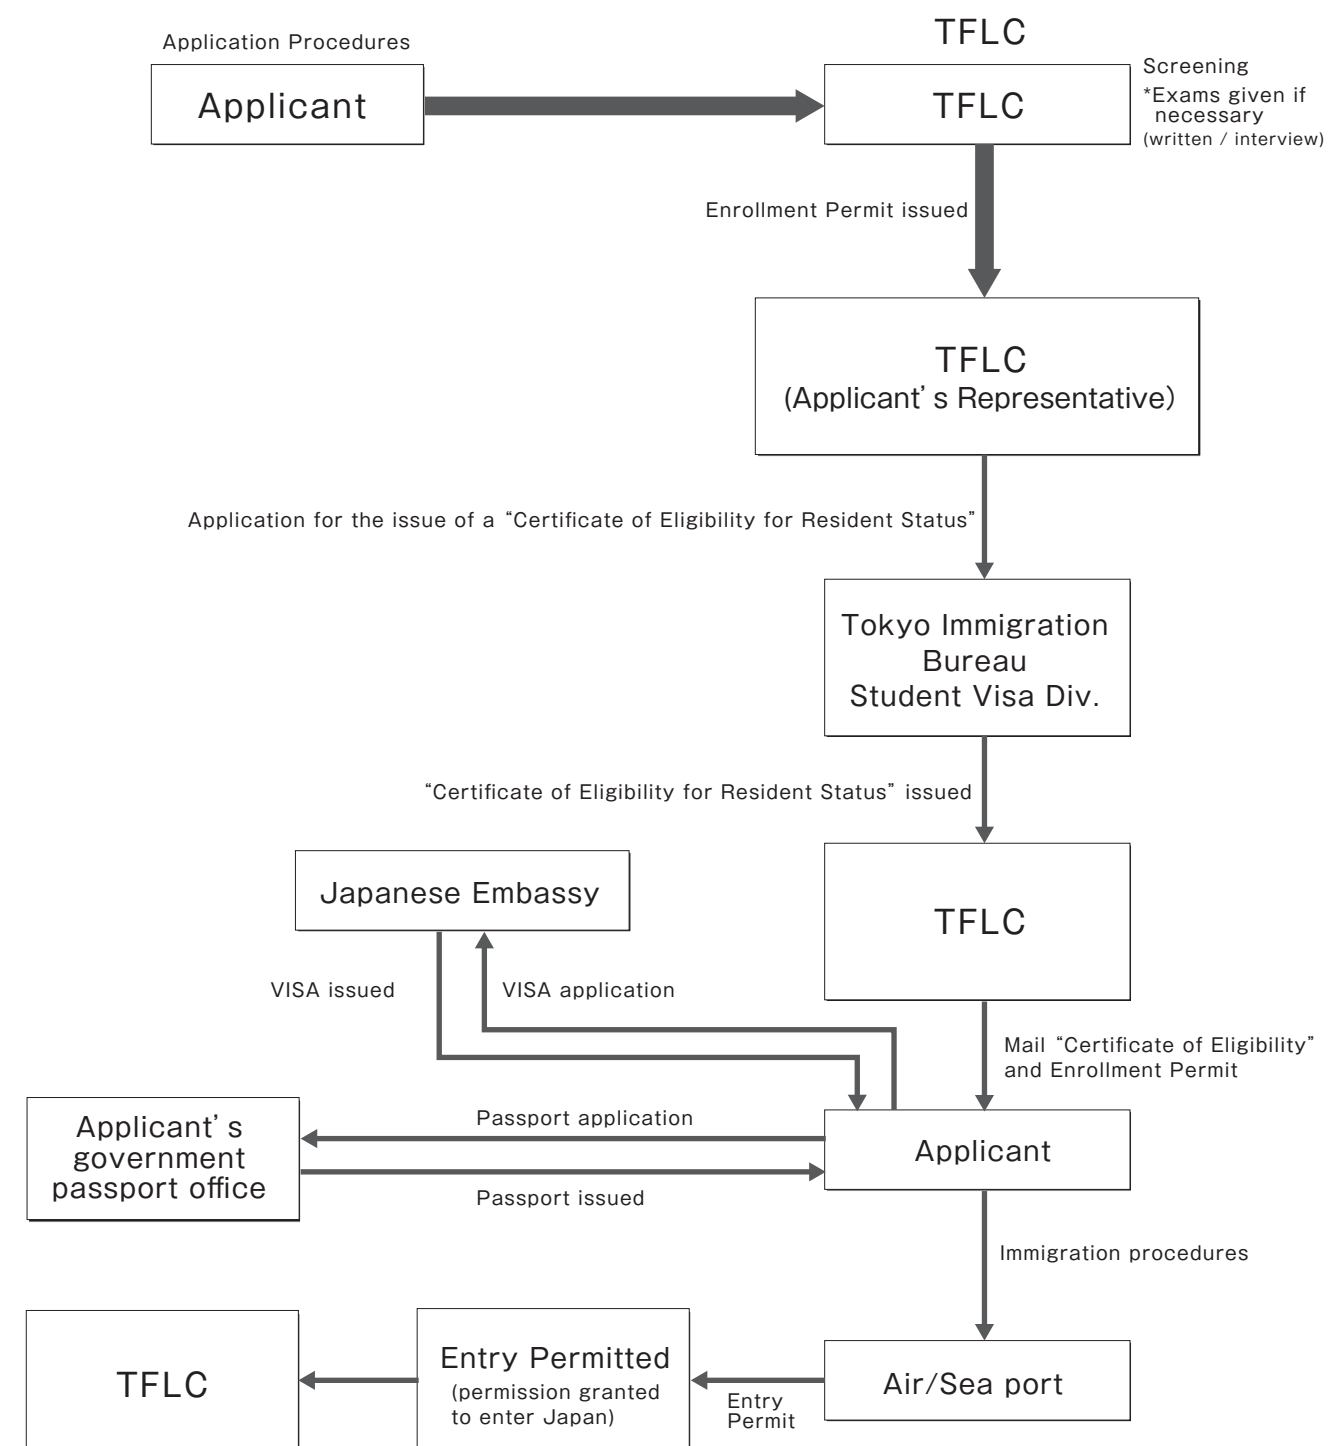 TFLC
Application Procedures
Applicant
TFLC
Screening
*Exams given if
necessary
(written / interview)
Enrollment Permit issued
TFLC
(Applicant’s Representative)
Application for the issue of a “Certificate of Eligibility for Resident Status”
Tokyo Immigration
Bureau
Student Visa Div.
“Certificate of Eligibility for Resident Status” issued
Japanese Embassy
TFLC
VISA issued
VISA application
Mail “Certificate of Eligibility”
and Enrollment Permit
Applicant’s
government
passport office
Passport application
Passport issued
Applicant
Immigration procedures
TFLC
Entry Permitted
(permission granted
to enter Japan)
Entry
Permit
Air/Sea port